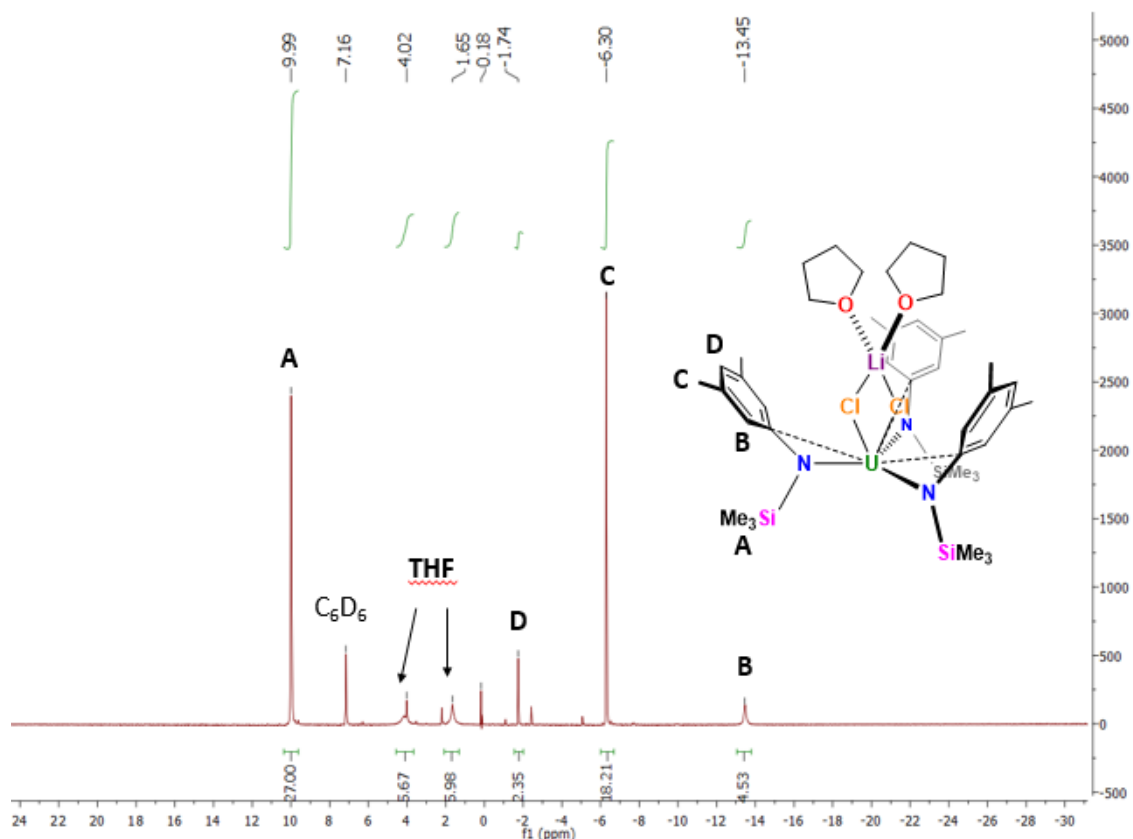 9.99
7.16
4.02
1.65
0.18
-1.74
-6.30
-13.45
5000
4500
4000
3500
3000
2500
2000
1500
1000
500
0
-500
A
C6D6
THF
D
C
B
O
O
Li
D
C
Cl
Cl
B
N
U
N
N
SiMe3
Me3Si
A
SiMe3
27.00
5.67
5.98
2.35
18.21
4.53
24 22 20 18 16 14 12 10 8 6 4 2 0 -2 -4 -6 -8 -10 -12 -14 -16 -18 -20 -22 -24 -26 -28 -30
f1 (ppm)